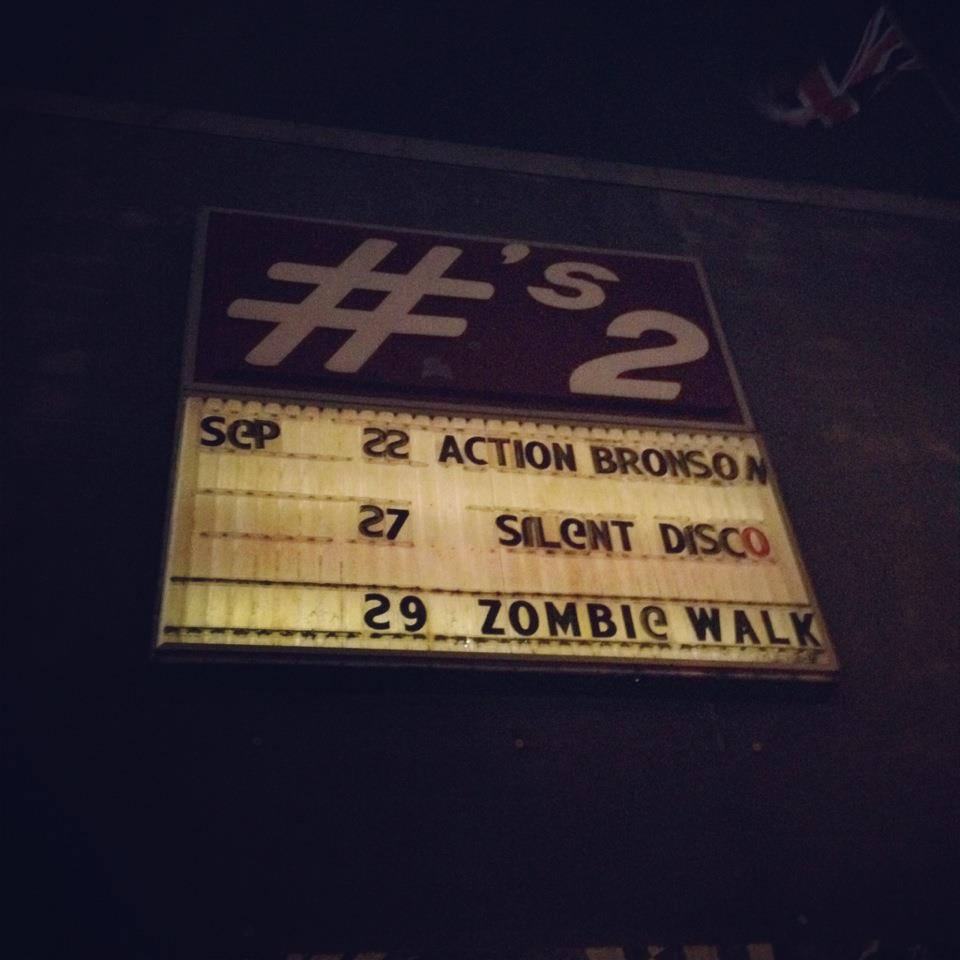 #'s 2
SeP 22 ACTION BRONSON
27 SILeNT DISCO
29 ZOMBIe WALK